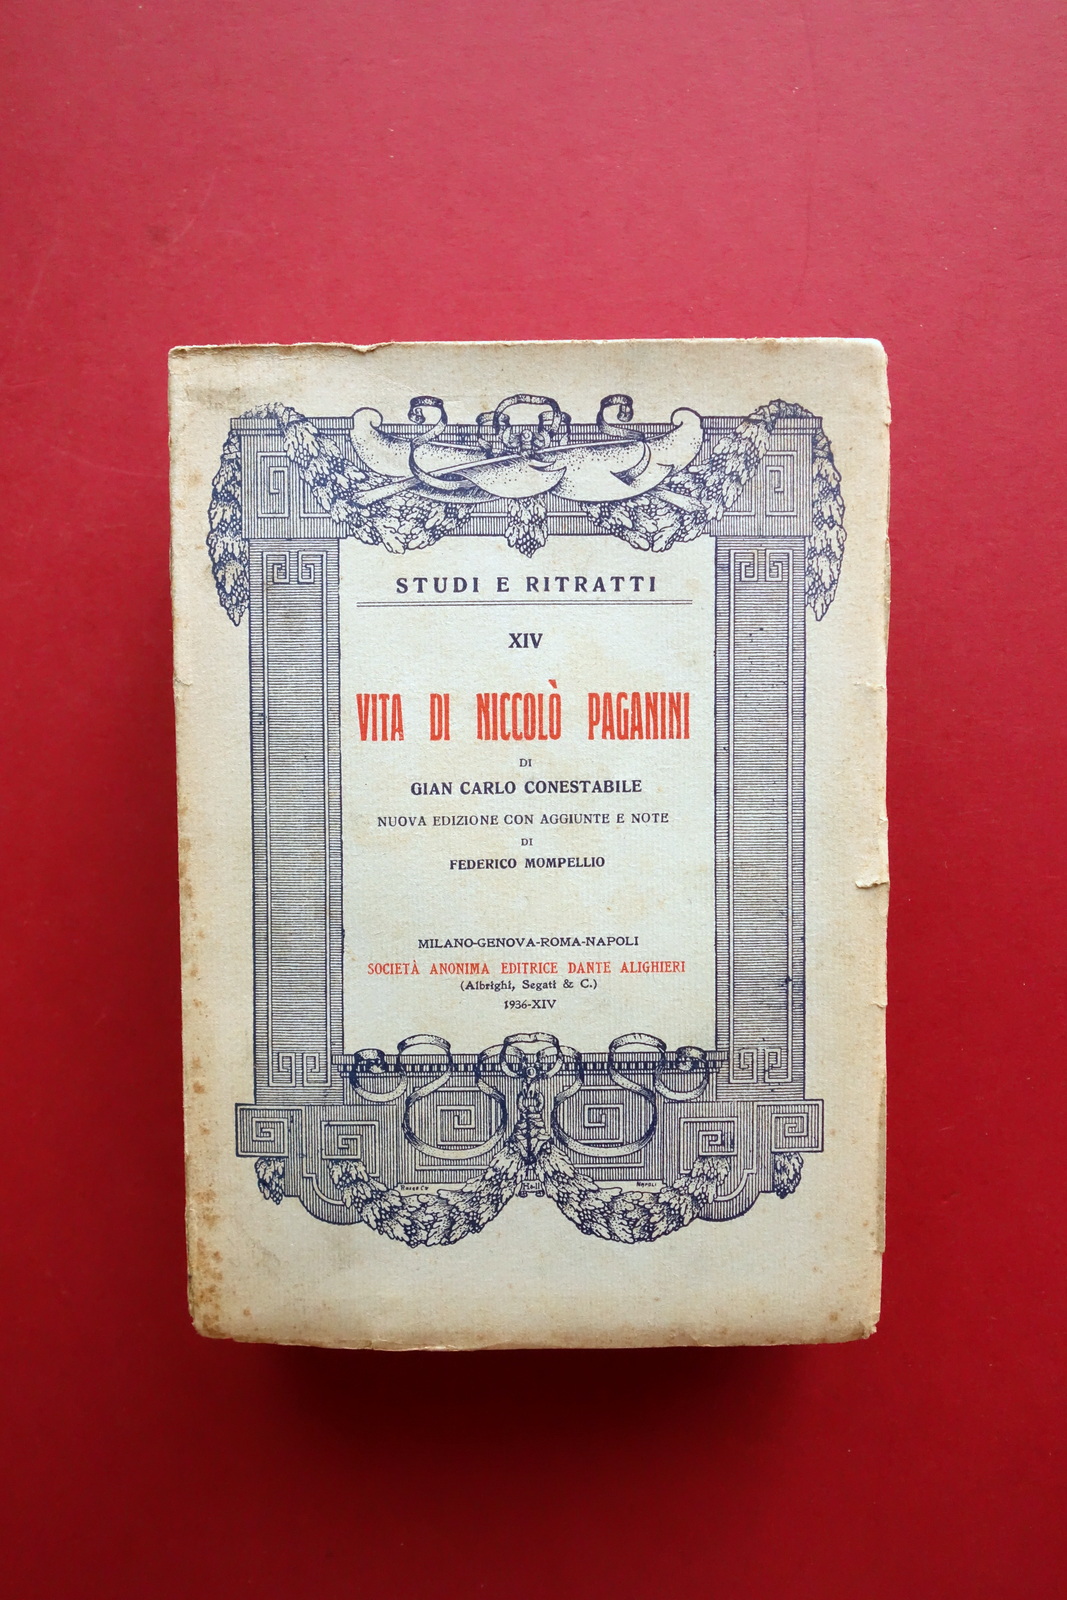 STUDI E RITRATTI
XIV
VITA DI NICCOLÒ PAGANINI
DI
GIAN CARLO CONESTABILE
NUOVA EDIZIONE CON AGGIUNTE E NOTE
DI
FEDERICO MOMPELLIO
MILANO-GENOVA-ROMA-NAPOLI
SOCIETÀ ANONIMA EDITRICE DANTE ALIGHIERI
(Albrighi, Segati & C.)
1936-XIV
NAPOLI